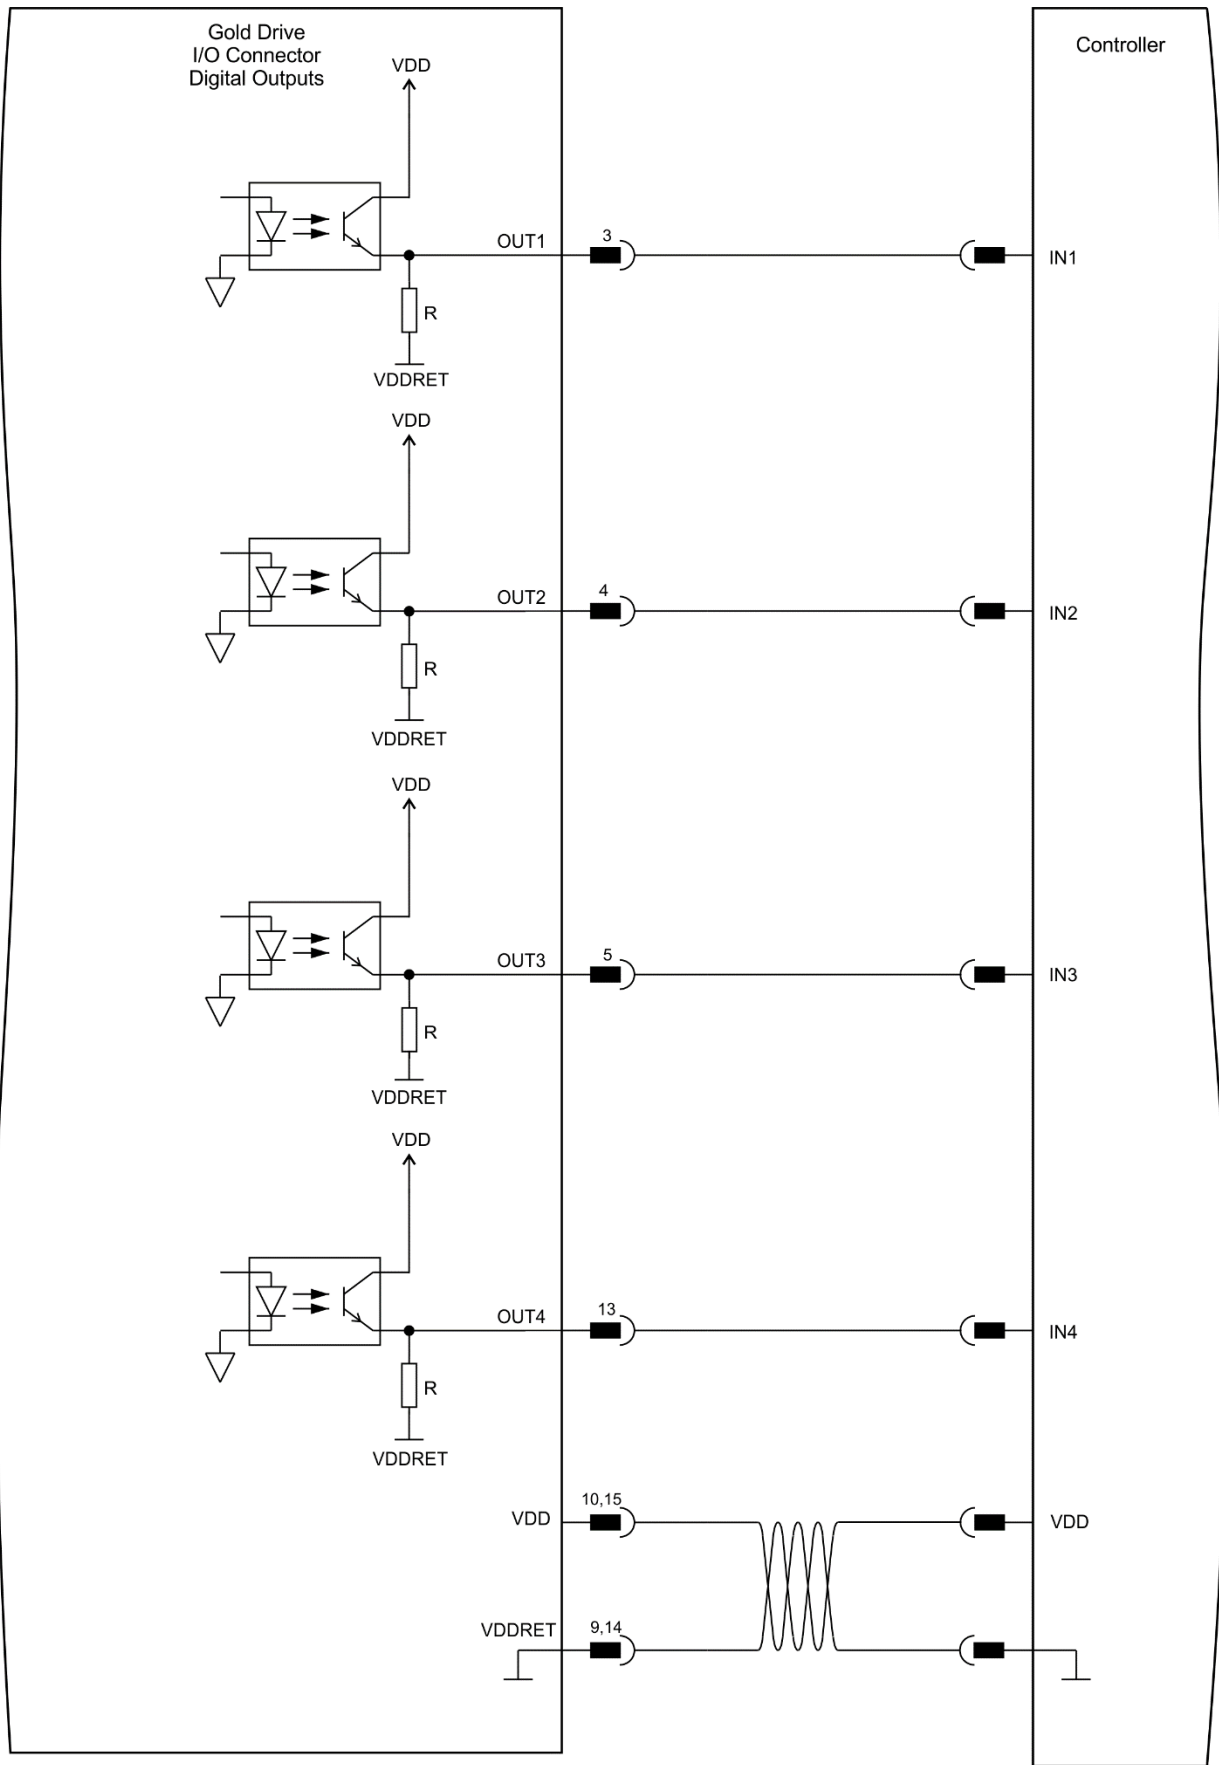 Gold Drive
I/O Connector
Digital Outputs
Controller
VDD
OUT1
3
IN1
R
VDDRET
VDD
OUT2
4
IN2
R
VDDRET
VDD
OUT3
5
IN3
R
VDDRET
VDD
OUT4
13
IN4
R
VDDRET
VDD
10,15
VDD
VDDRET
9,14